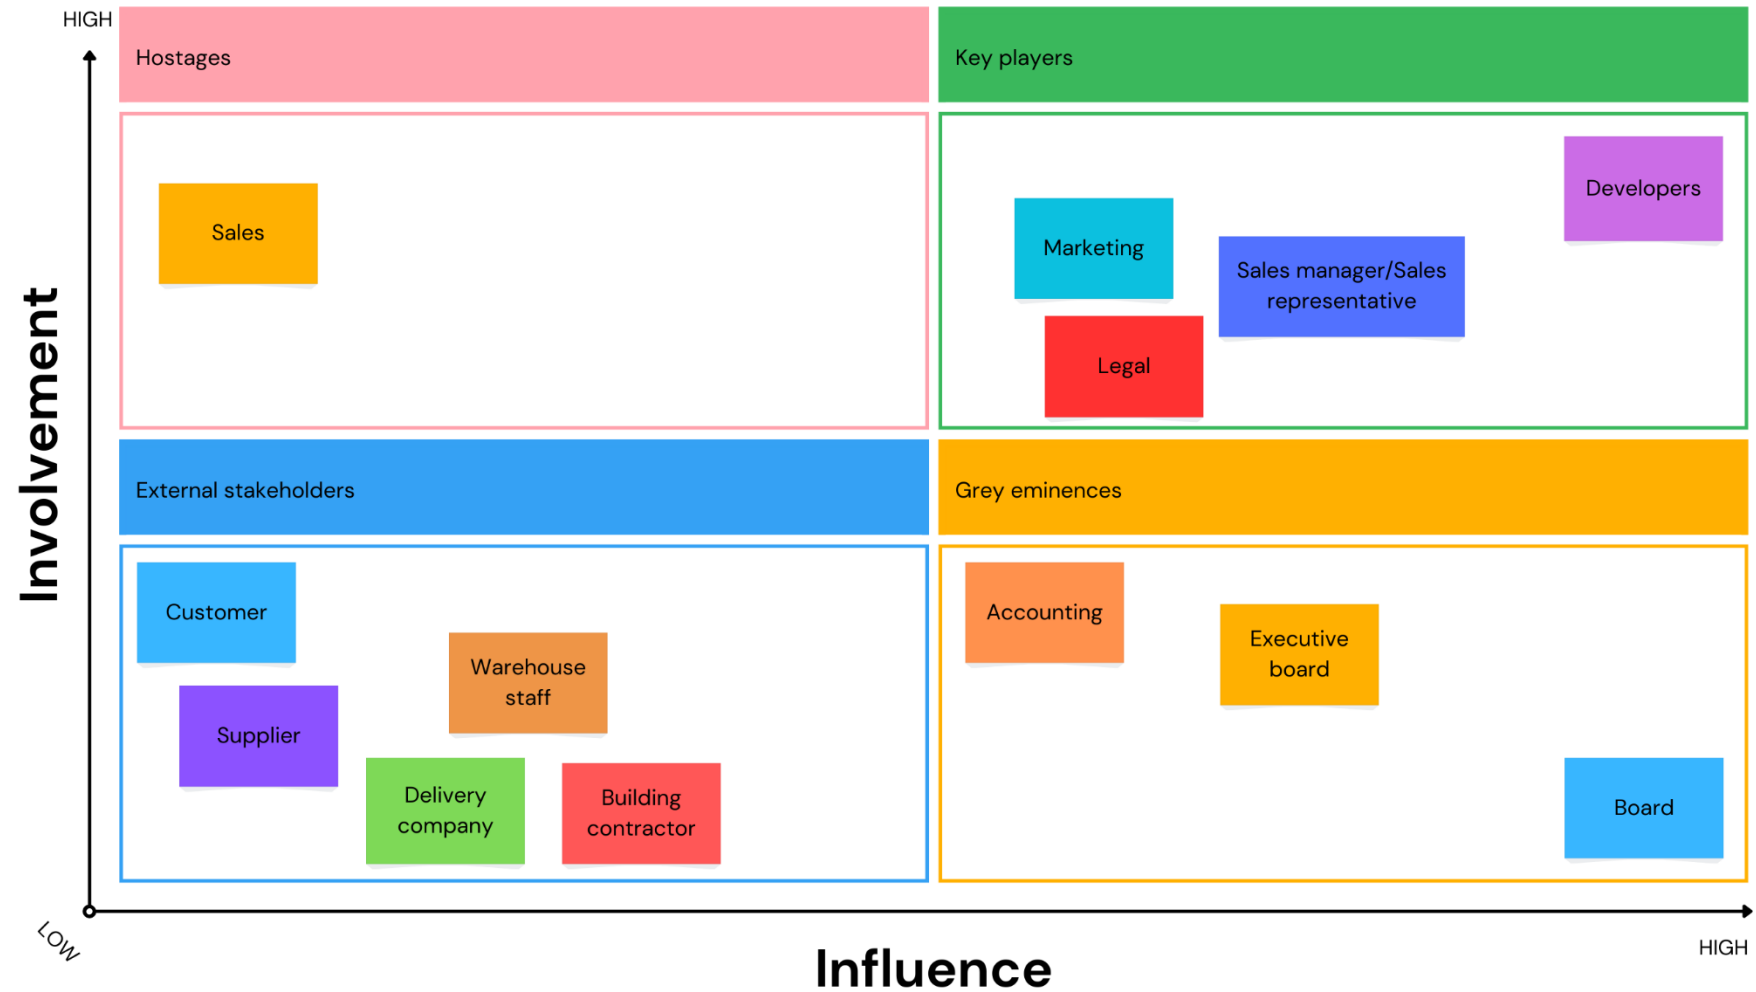 HIGH
Hostages
Key players
Sales
Marketing
Sales manager/Sales
representative
Developers
Legal
Involvement
External stakeholders
Grey eminences
Customer
Warehouse
staff
Supplier
Delivery
company
Building
contractor
Accounting
Executive
board
Board
LOW
Influence
HIGH